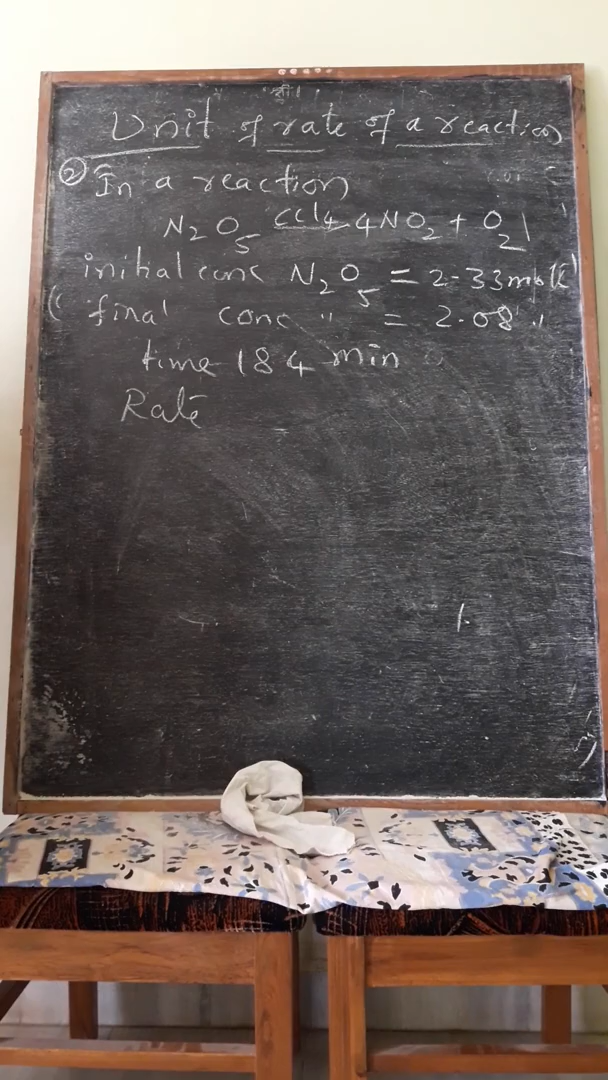 श्री
Unit of rate of a reaction
② In a reaction
N₂O₅ CCl₄ 4NO₂ + O₂
initial conc N₂O₅ = 2.33 mol/L
final conc " = 2.08 "
time 184 min
Rate